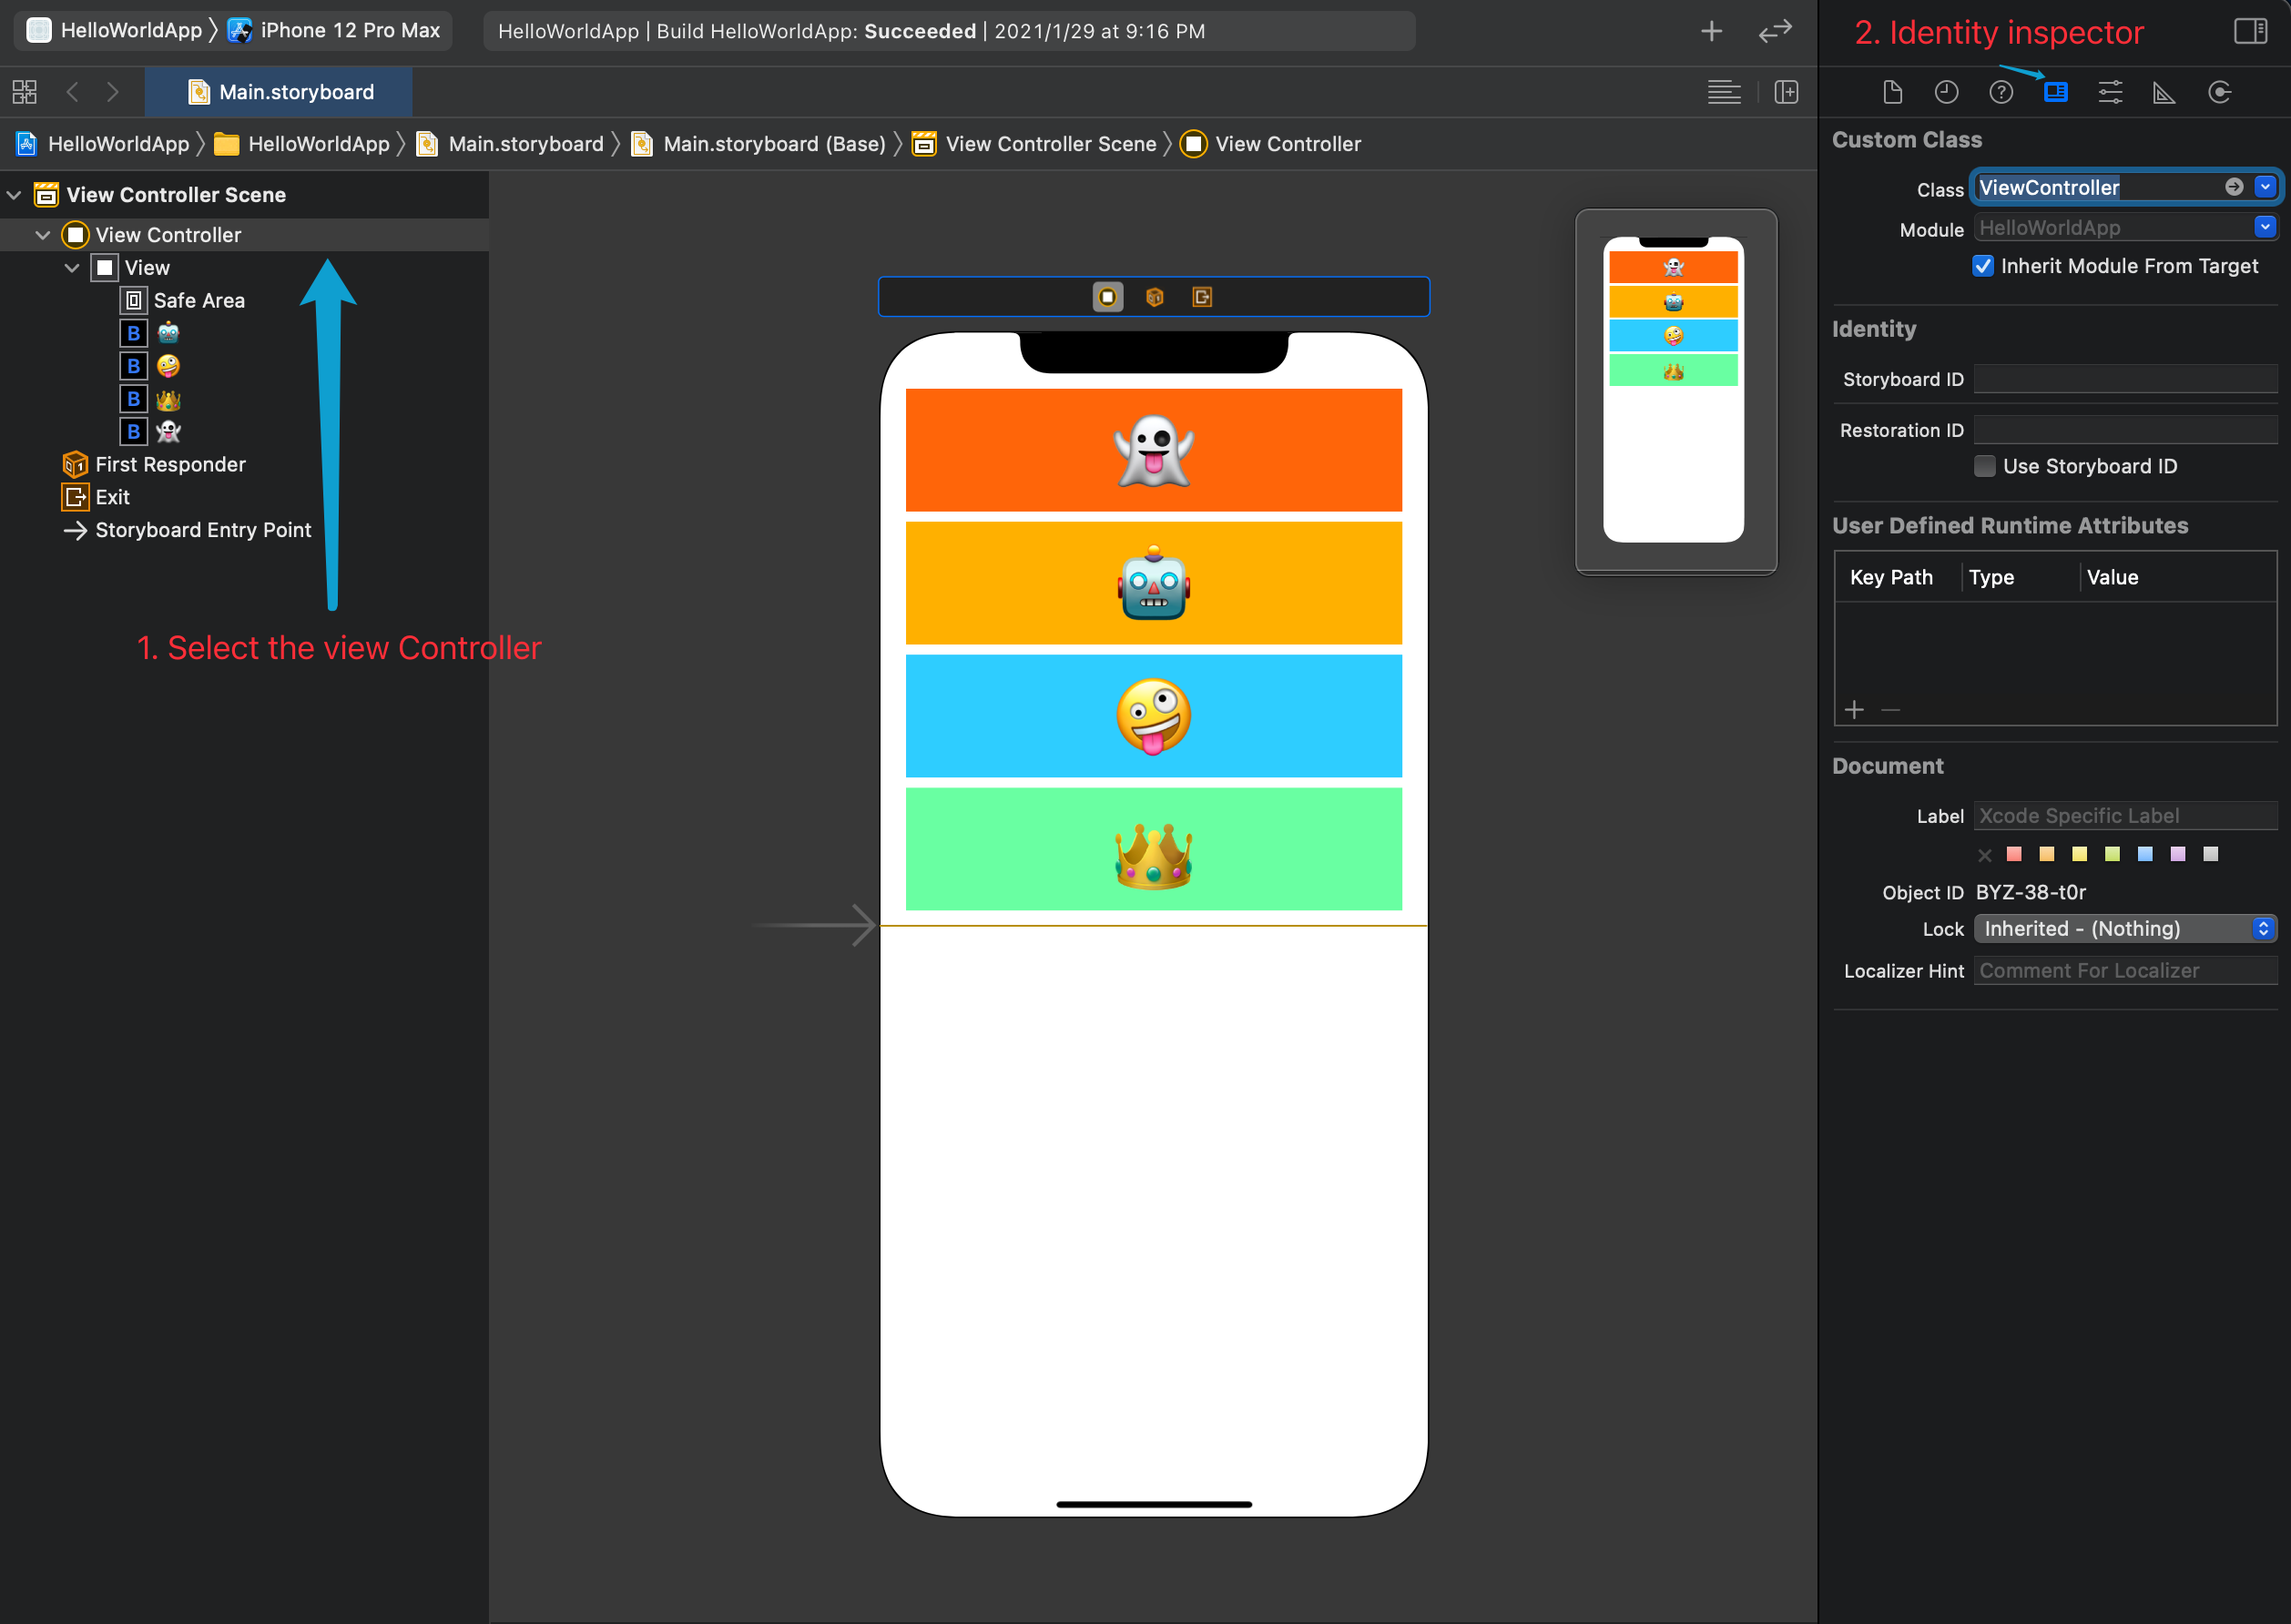 HelloWorldApp
iPhone 12 Pro Max
HelloWorldApp | Build HelloWorldApp: Succeeded | 2021/1/29 at 9:16 PM
2. Identity inspector
Main.storyboard
HelloWorldApp
HelloWorldApp
Main.storyboard
Main.storyboard (Base)
View Controller Scene
View Controller
View Controller Scene
View Controller
View
Safe Area
B 🤖
B 🤪
B 👑
B 👻
First Responder
Exit
Storyboard Entry Point
1. Select the view Controller
Custom Class
Class ViewController
Module HelloWorldApp
Inherit Module From Target
Identity
Storyboard ID
Restoration ID
Use Storyboard ID
User Defined Runtime Attributes
Key Path Type Value
Document
Label Xcode Specific Label
Object ID BYZ-38-t0r
Lock Inherited - (Nothing)
Localizer Hint Comment For Localizer